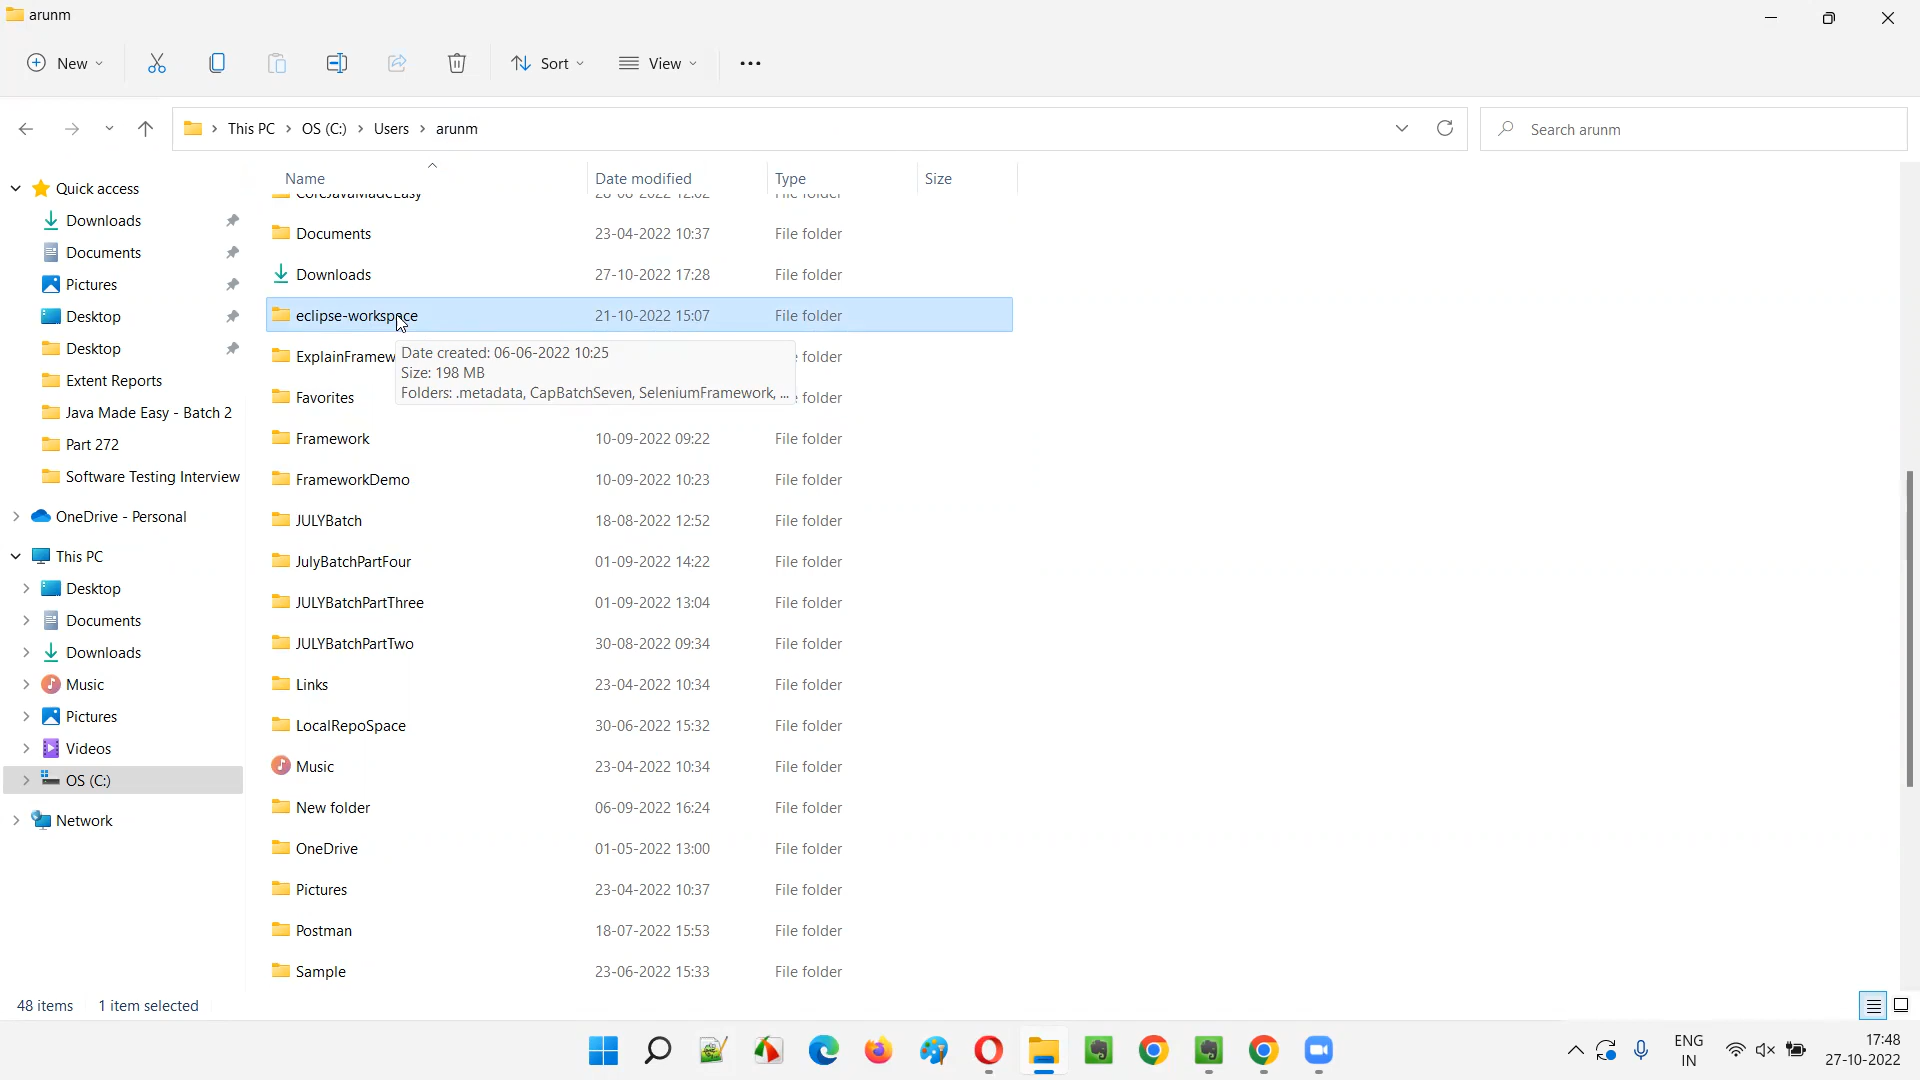 arunm
New
Sort
View
This PC
OS (C:)
Users
arunm
Search arunm
Name
Date modified
Type
Size
Quick access
Downloads
Documents
Pictures
Desktop
Desktop
Extent Reports
Java Made Easy - Batch 2
Part 272
Software Testing Interview
OneDrive - Personal
This PC
Desktop
Documents
Downloads
Music
Pictures
Videos
OS (C:)
Network
Documents 23-04-2022 10:37 File folder
Downloads 27-10-2022 17:28 File folder
eclipse-workspace 21-10-2022 15:07 File folder
ExplainFramew folder
Date created: 06-06-2022 10:25
Size: 198 MB
Folders: .metadata, CapBatchSeven, SeleniumFramework, ...
Favorites folder
Framework 10-09-2022 09:22 File folder
FrameworkDemo 10-09-2022 10:23 File folder
JULYBatch 18-08-2022 12:52 File folder
JulyBatchPartFour 01-09-2022 14:22 File folder
JULYBatchPartThree 01-09-2022 13:04 File folder
JULYBatchPartTwo 30-08-2022 09:34 File folder
Links 23-04-2022 10:34 File folder
LocalRepoSpace 30-06-2022 15:32 File folder
Music 23-04-2022 10:34 File folder
New folder 06-09-2022 16:24 File folder
OneDrive 01-05-2022 13:00 File folder
Pictures 23-04-2022 10:37 File folder
Postman 18-07-2022 15:53 File folder
Sample 23-06-2022 15:33 File folder
48 items 1 item selected
ENG
IN
17:48
27-10-2022